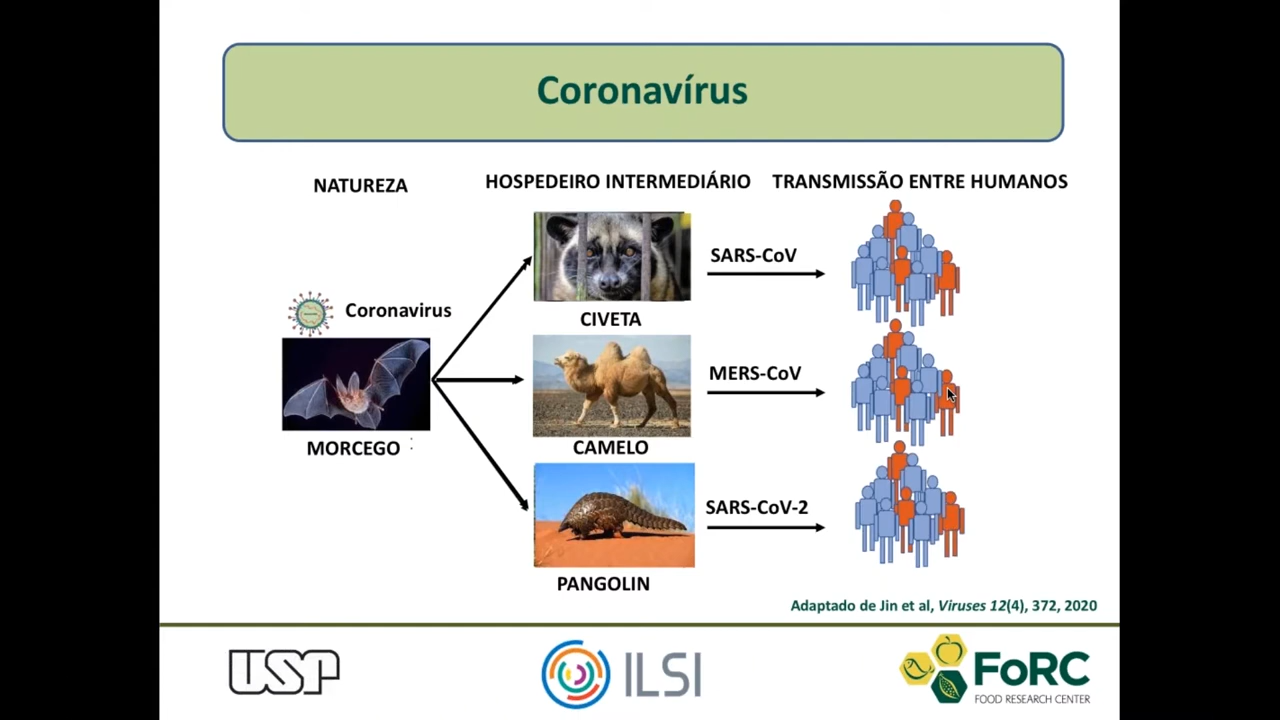 Coronavírus
NATUREZA
HOSPEDEIRO INTERMEDIÁRIO
TRANSMISSÃO ENTRE HUMANOS
Coronavirus
MORCEGO :
CIVETA
SARS-CoV
CAMELO
MERS-CoV
PANGOLIN
SARS-CoV-2
Adaptado de Jin et al, Viruses 12(4), 372, 2020
USP
ILSI
FoRC
FOOD RESEARCH CENTER